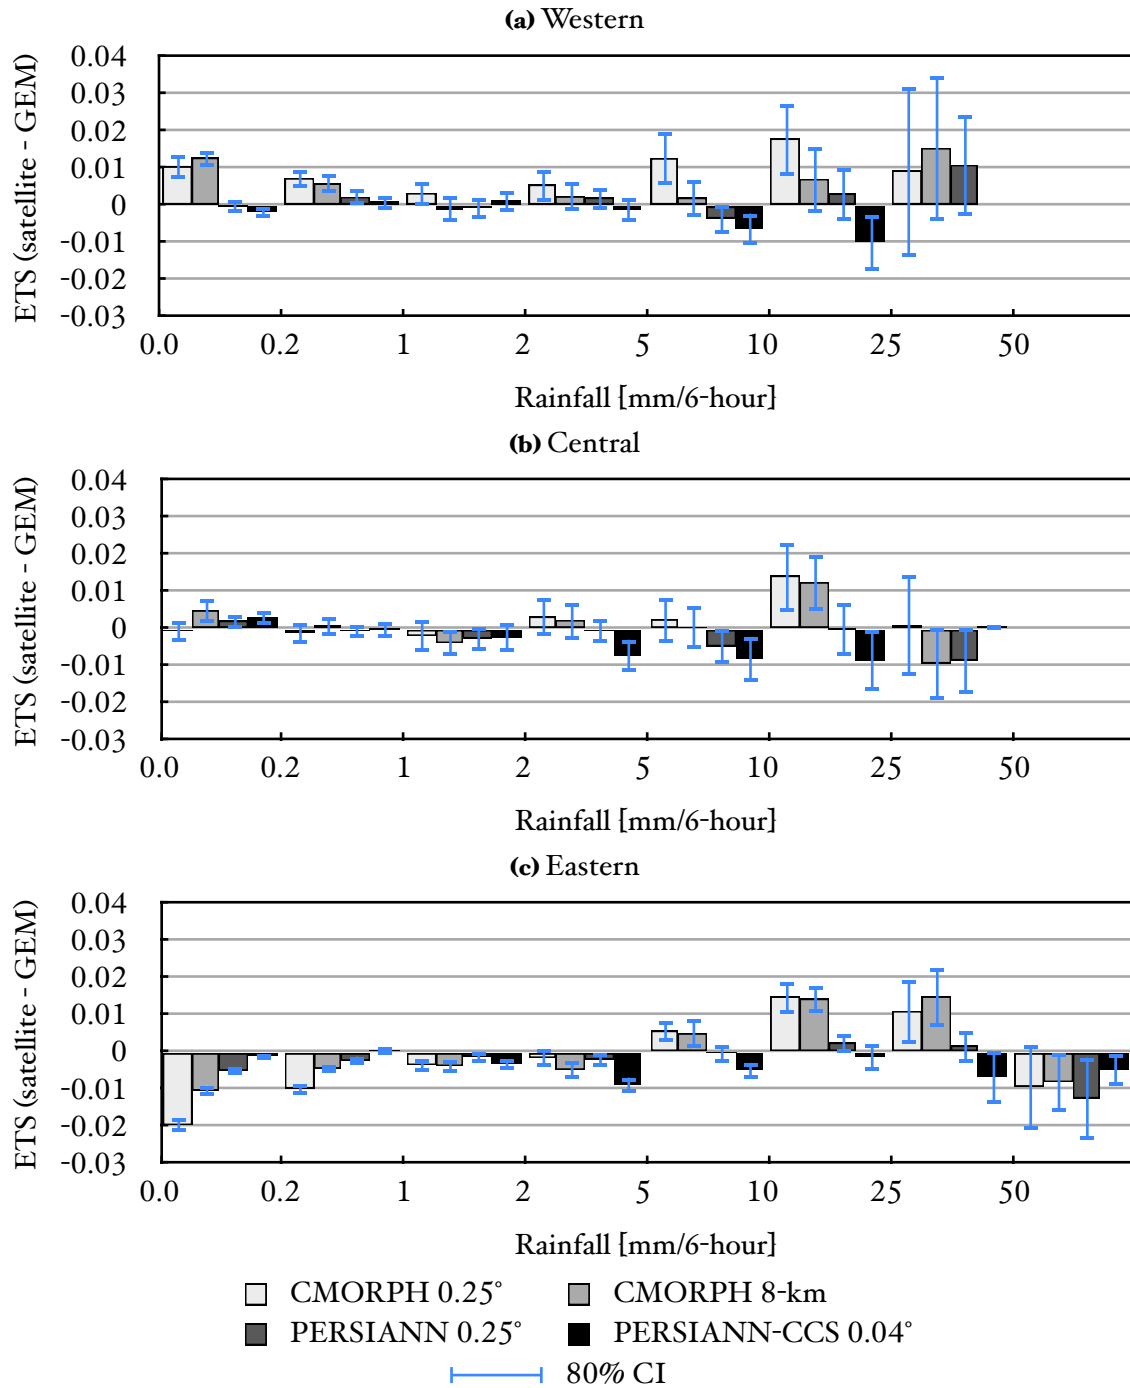 (a) Western
ETS (satellite - GEM)
0.04
0.03
0.02
0.01
0
-0.01
-0.02
-0.03
0.0 0.2 1 2 5 10 25 50
Rainfall [mm/6-hour]
(b) Central
ETS (satellite - GEM)
0.04
0.03
0.02
0.01
0
-0.01
-0.02
-0.03
0.0 0.2 1 2 5 10 25 50
Rainfall [mm/6-hour]
(c) Eastern
ETS (satellite - GEM)
0.04
0.03
0.02
0.01
0
-0.01
-0.02
-0.03
0.0 0.2 1 2 5 10 25 50
Rainfall [mm/6-hour]
CMORPH 0.25° CMORPH 8-km
PERSIANN 0.25° PERSIANN-CCS 0.04°
80% CI